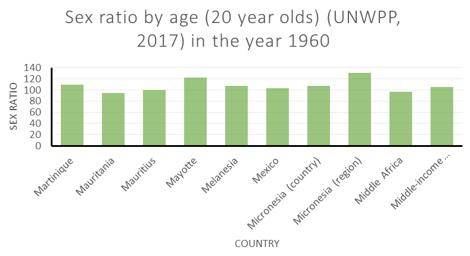 Sex ratio by age (20 year olds) (UNWPP,
2017) in the year 1960
SEX RATIO
140
120
100
80
60
40
20
0
Martinique
Mauritania
Mauritius
Mayotte
Melanesia
Mexico
Micronesia (country)
Micronesia (region)
Middle Africa
Middle-income...
COUNTRY